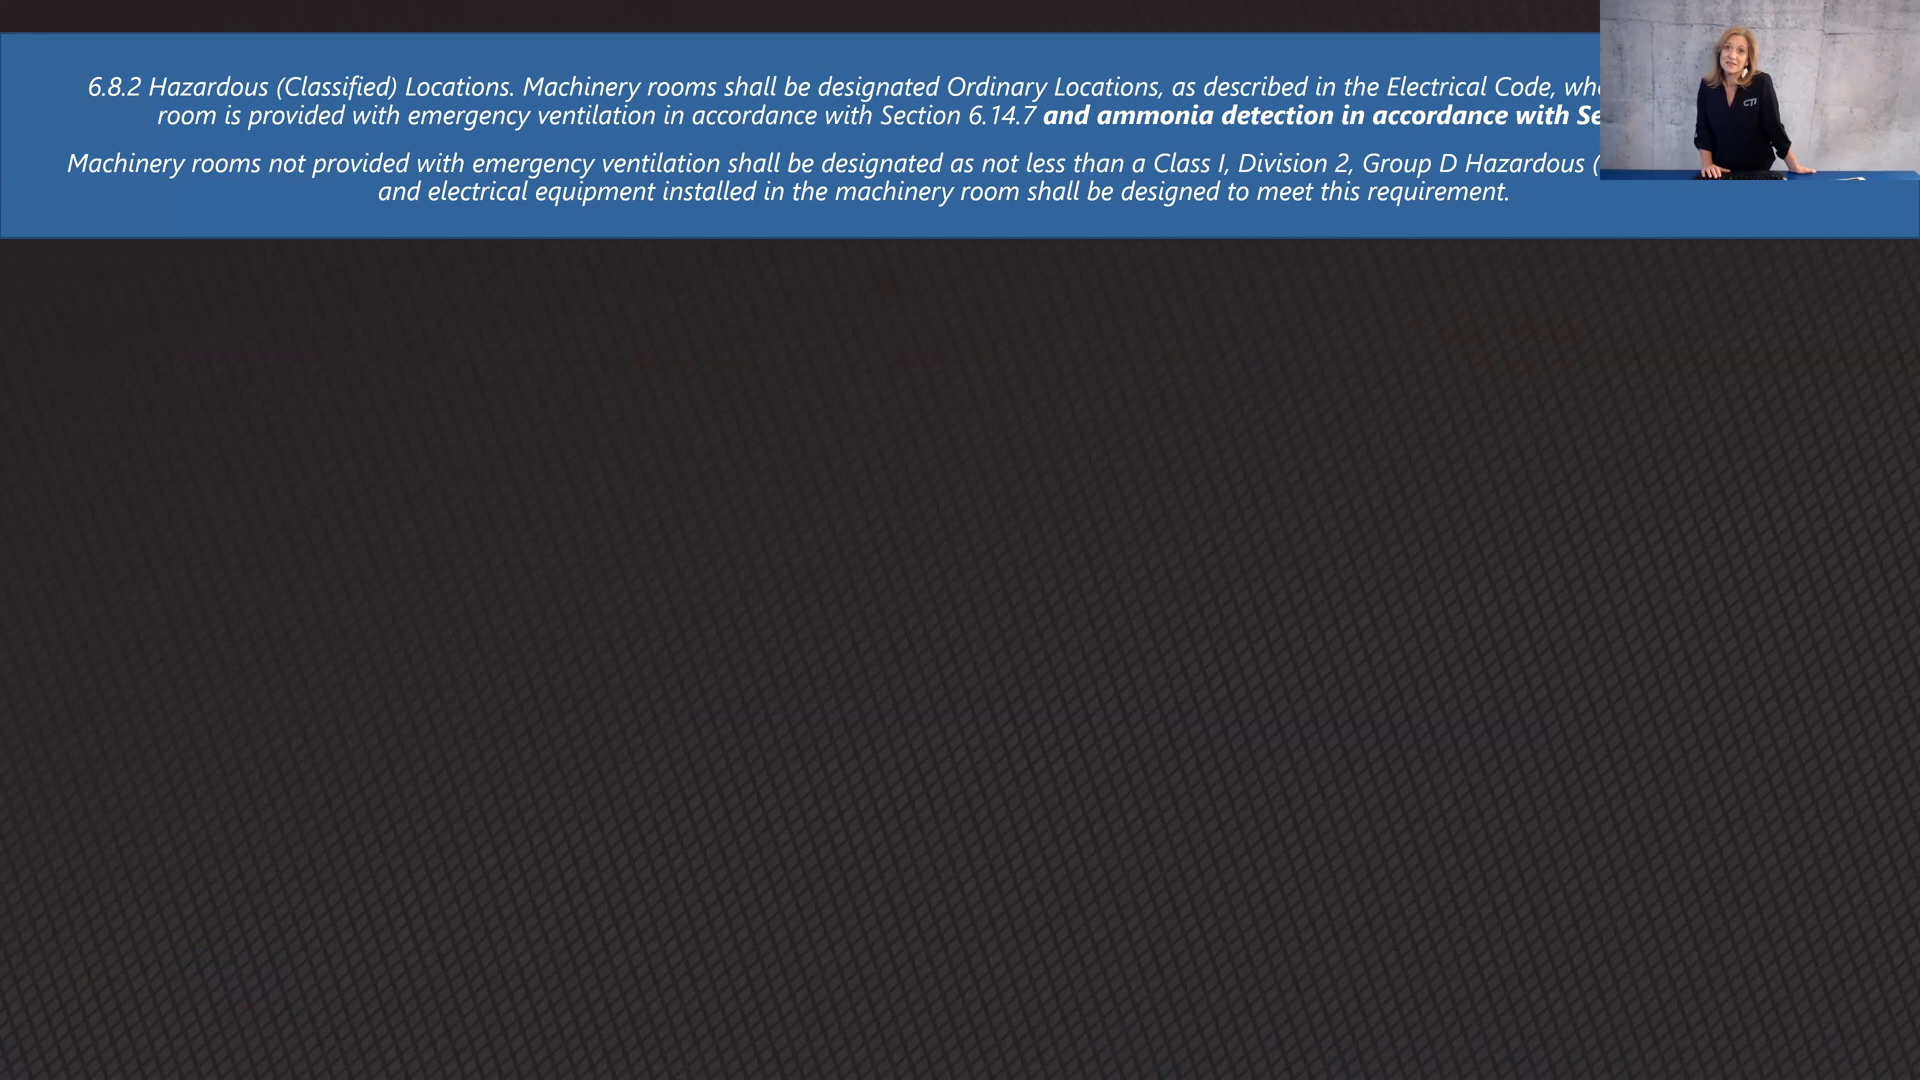 6.8.2 Hazardous (Classified) Locations. Machinery rooms shall be designated Ordinary Locations, as described in the Electrical Code,
room is provided with emergency ventilation in accordance with Section 6.14.7 and ammonia detection in accordance with
Machinery rooms not provided with emergency ventilation shall be designated as not less than a Class I, Division 2, Group D Hazardous (
and electrical equipment installed in the machinery room shall be designed to meet this requirement.
CTI